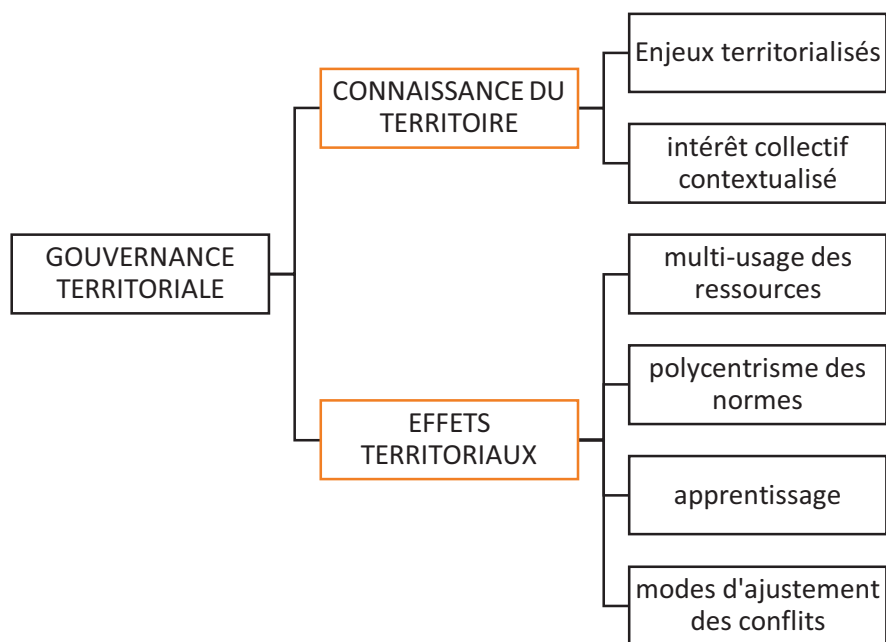 GOUVERNANCE
TERRITORIALE
CONNAISSANCE DU
TERRITOIRE
Enjeux territorialisés
intérêt collectif
contextualisé
EFFETS
TERRITORIAUX
multi-usage des
ressources
polycentrisme des
normes
apprentissage
modes d'ajustement
des conflits